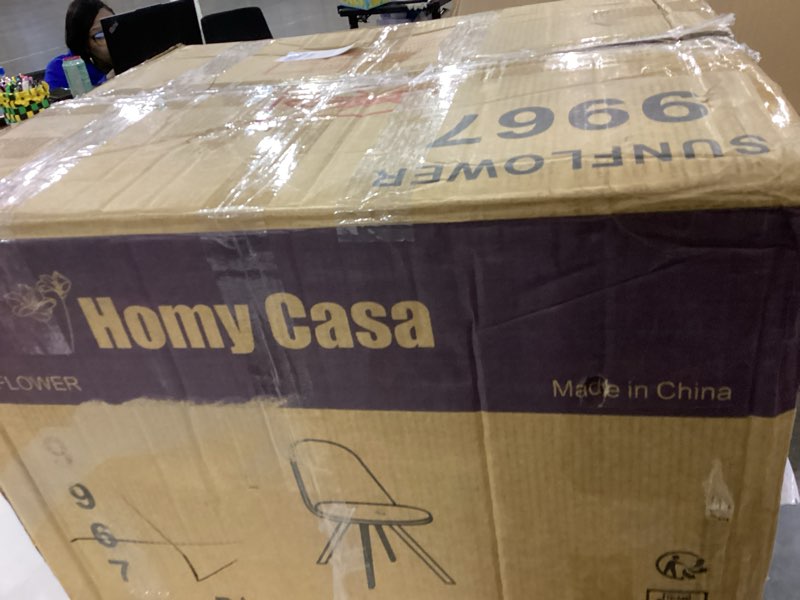 SUNFLOWER
9967
Homy Casa
FLOWER
Made in China
9
9
6
7